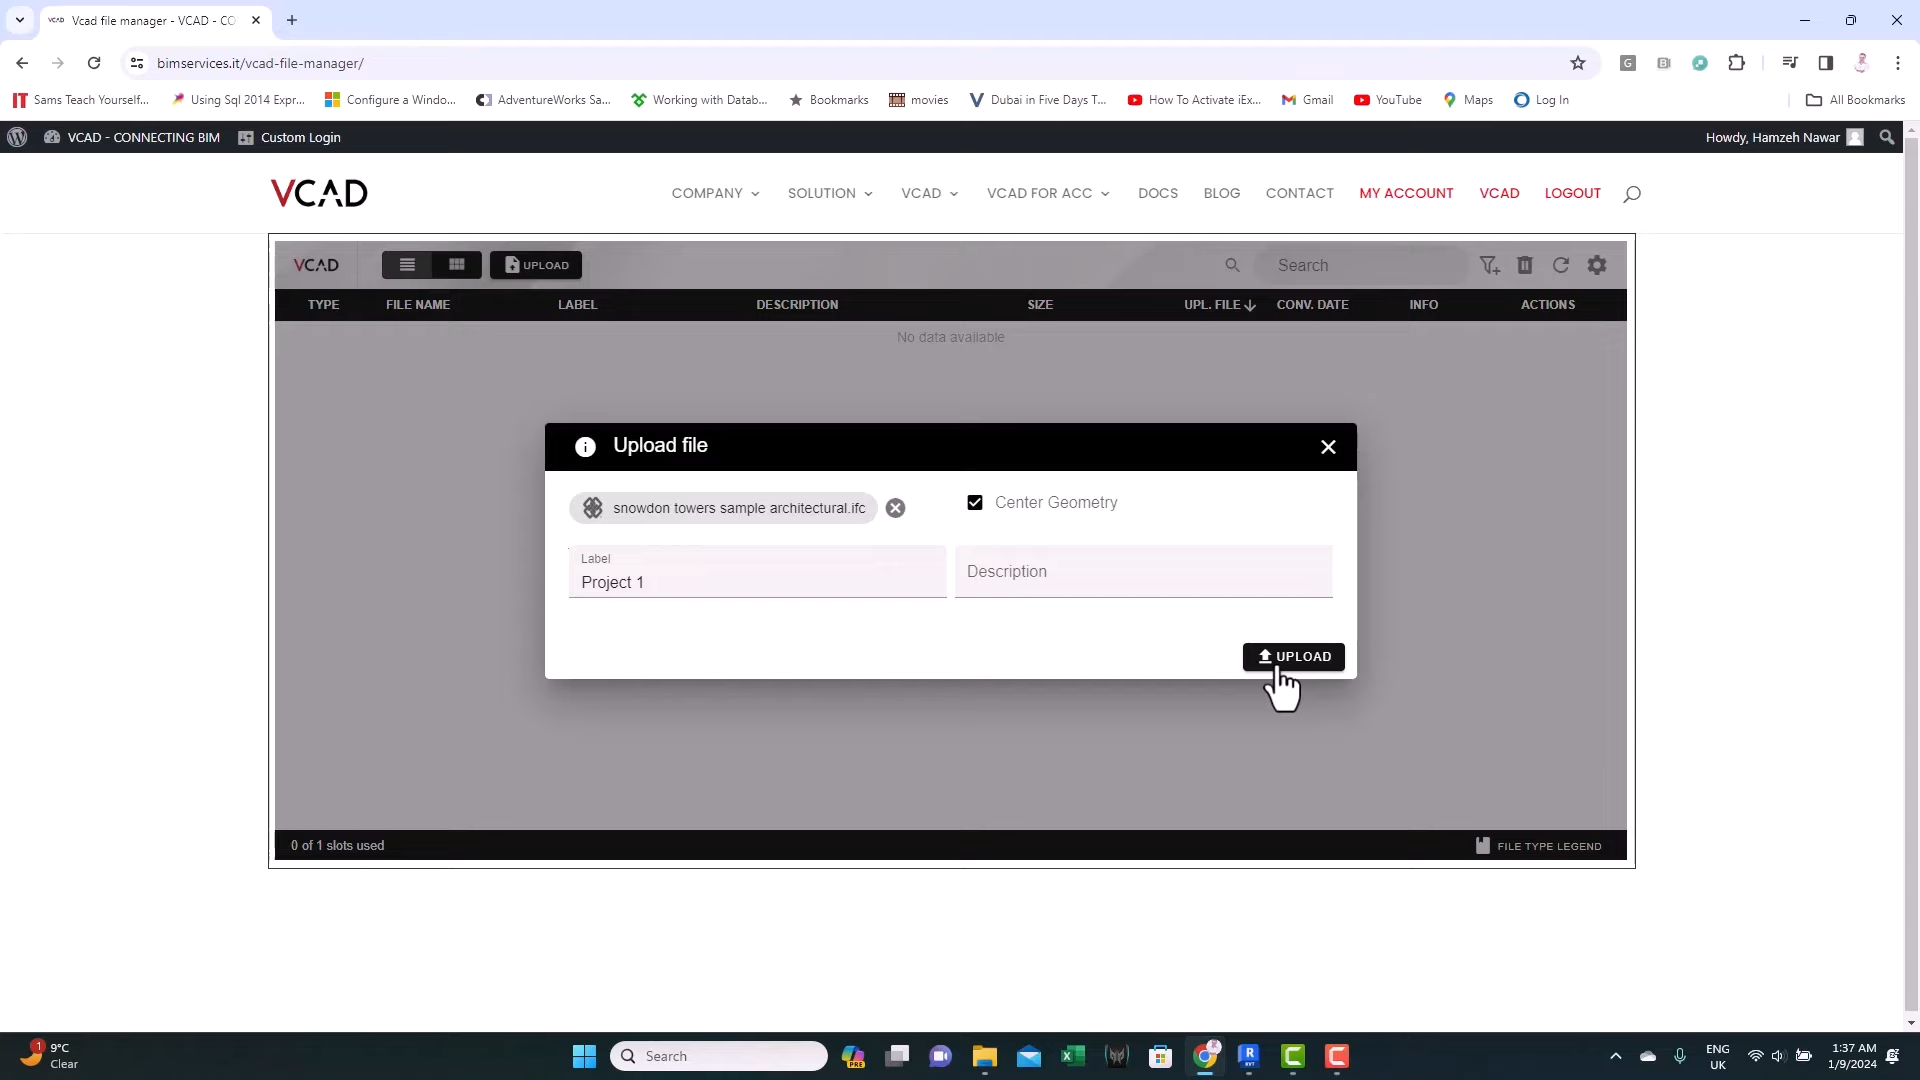 VCAD Vcad file manager - VCAD - CO
bimservices.it/vcad-file-manager/
Sams Teach Yourself... Using Sql 2014 Expr... Configure a Windo... AdventureWorks Sa... Working with Datab... Bookmarks movies Dubai in Five Days T... How To Activate iEx... Gmail YouTube Maps Log In All Bookmarks
VCAD - CONNECTING BIM Custom Login Howdy, Hamzeh Nawar
VCAD COMPANY SOLUTION VCAD VCAD FOR ACC DOCS BLOG CONTACT MY ACCOUNT VCAD LOGOUT
VCAD UPLOAD Search
TYPE FILE NAME LABEL DESCRIPTION SIZE UPL. FILE CONV. DATE INFO ACTIONS
No data available
Upload file
snowdon towers sample architectural.ifc Center Geometry
Label
Project 1 Description
UPLOAD
0 of 1 slots used FILE TYPE LEGEND
1 9°C Search ENG 1:37 AM
Clear UK 1/9/2024